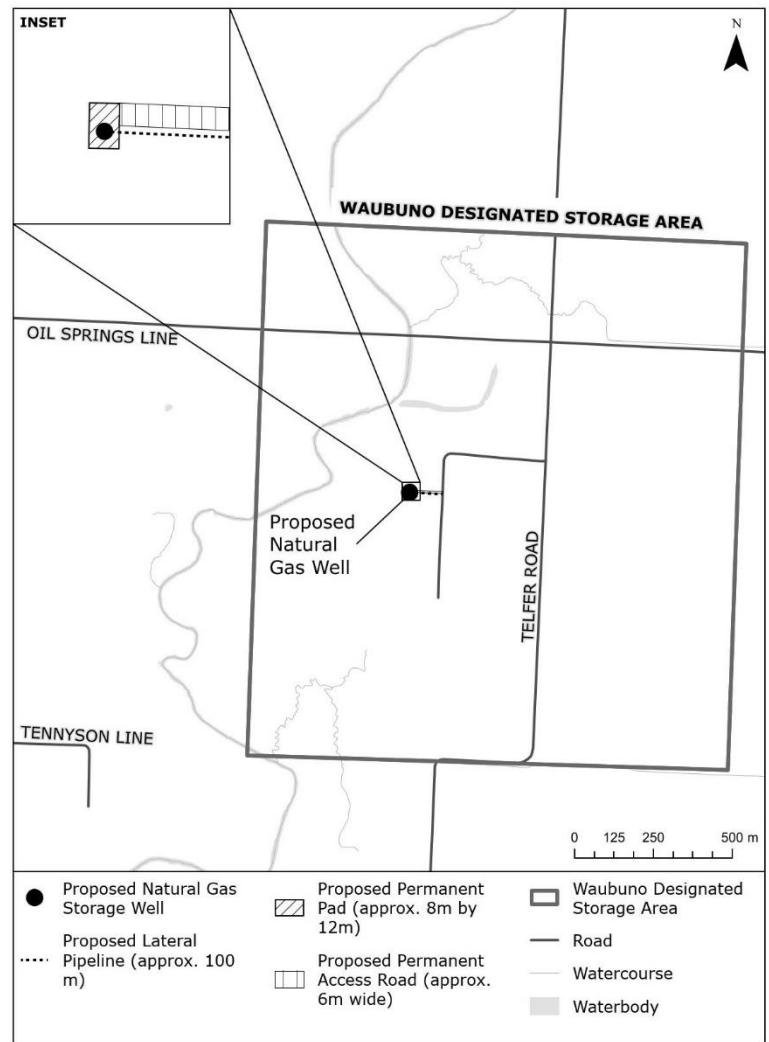 INSET
N
WAUBUNO DESIGNATED STORAGE AREA
OIL SPRINGS LINE
Proposed
Natural
Gas Well
TELFER ROAD
TENNYSON LINE
0 125 250 500 m
Proposed Natural Gas
Storage Well
Proposed Lateral
Pipeline (approx. 100
m)
Proposed Permanent
Pad (approx. 8m by
12m)
Proposed Permanent
Access Road (approx.
6m wide)
Waubuno Designated
Storage Area
Road
Watercourse
Waterbody